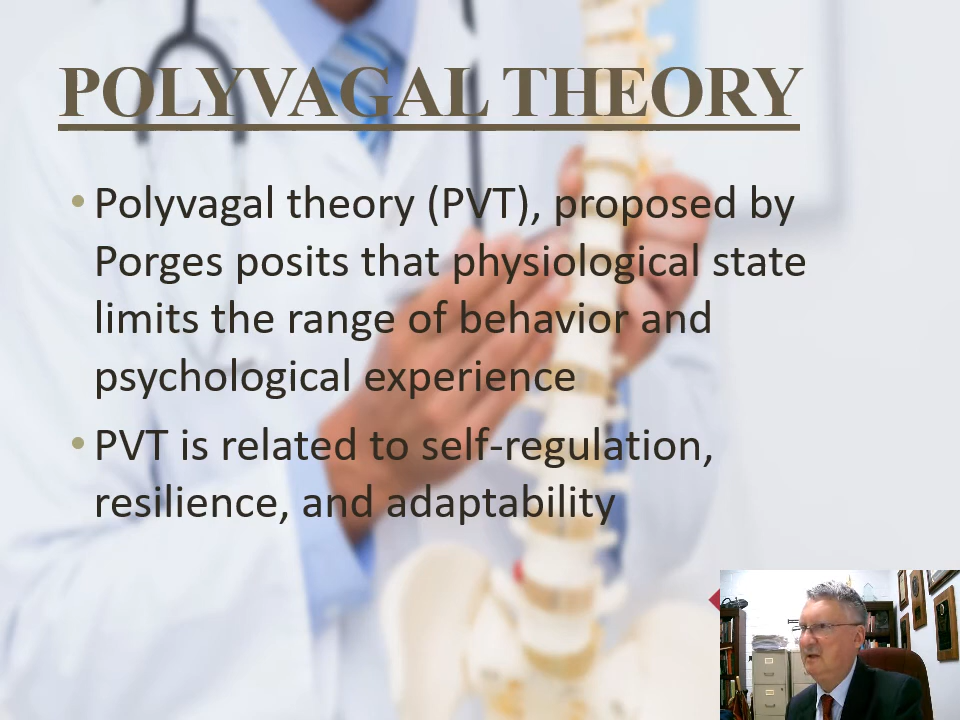 POLYVAGAL THEORY
• Polyvagal theory (PVT), proposed by
Porges posits that physiological state
limits the range of behavior and
psychological experience
• PVT is related to self-regulation,
resilience, and adaptability